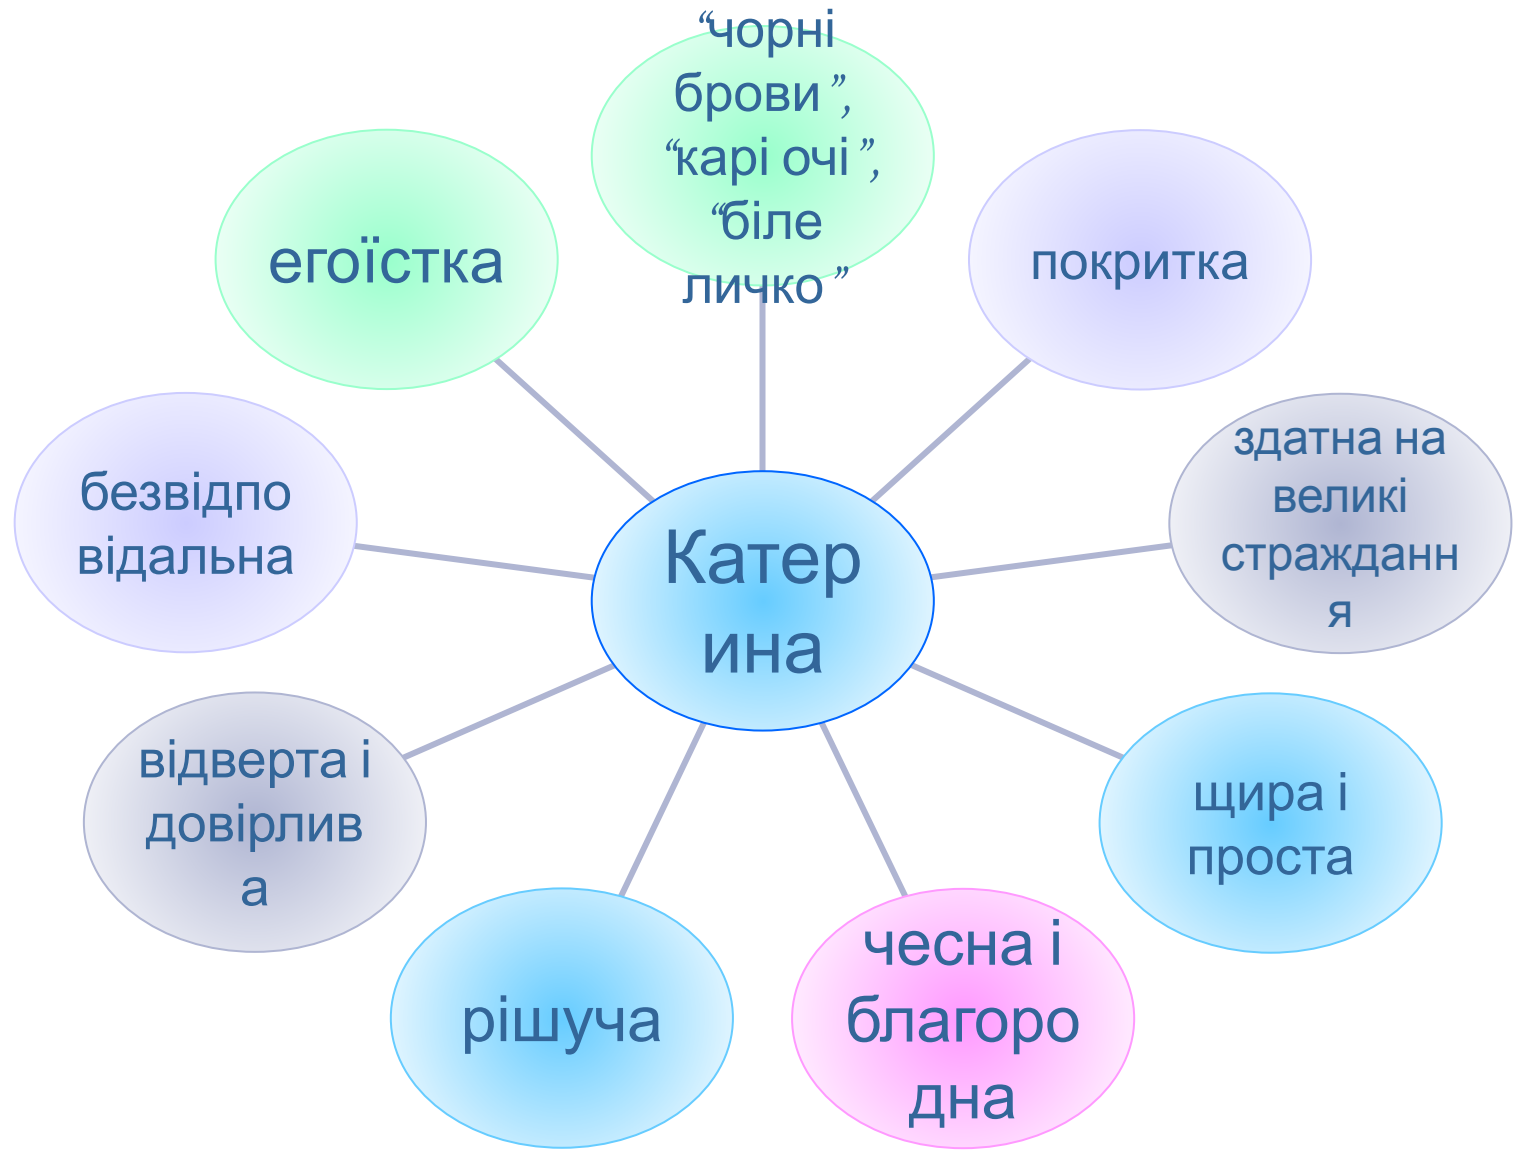 “чорні
брови”,
“карі очі”,
“біле
личко”
егоїстка
покритка
здатна на
великі
страждання
я
безвідпо
відальна
Катер
ина
відверта і
довірлив
а
щира і
проста
рішуча
чесна і
благоро
дна